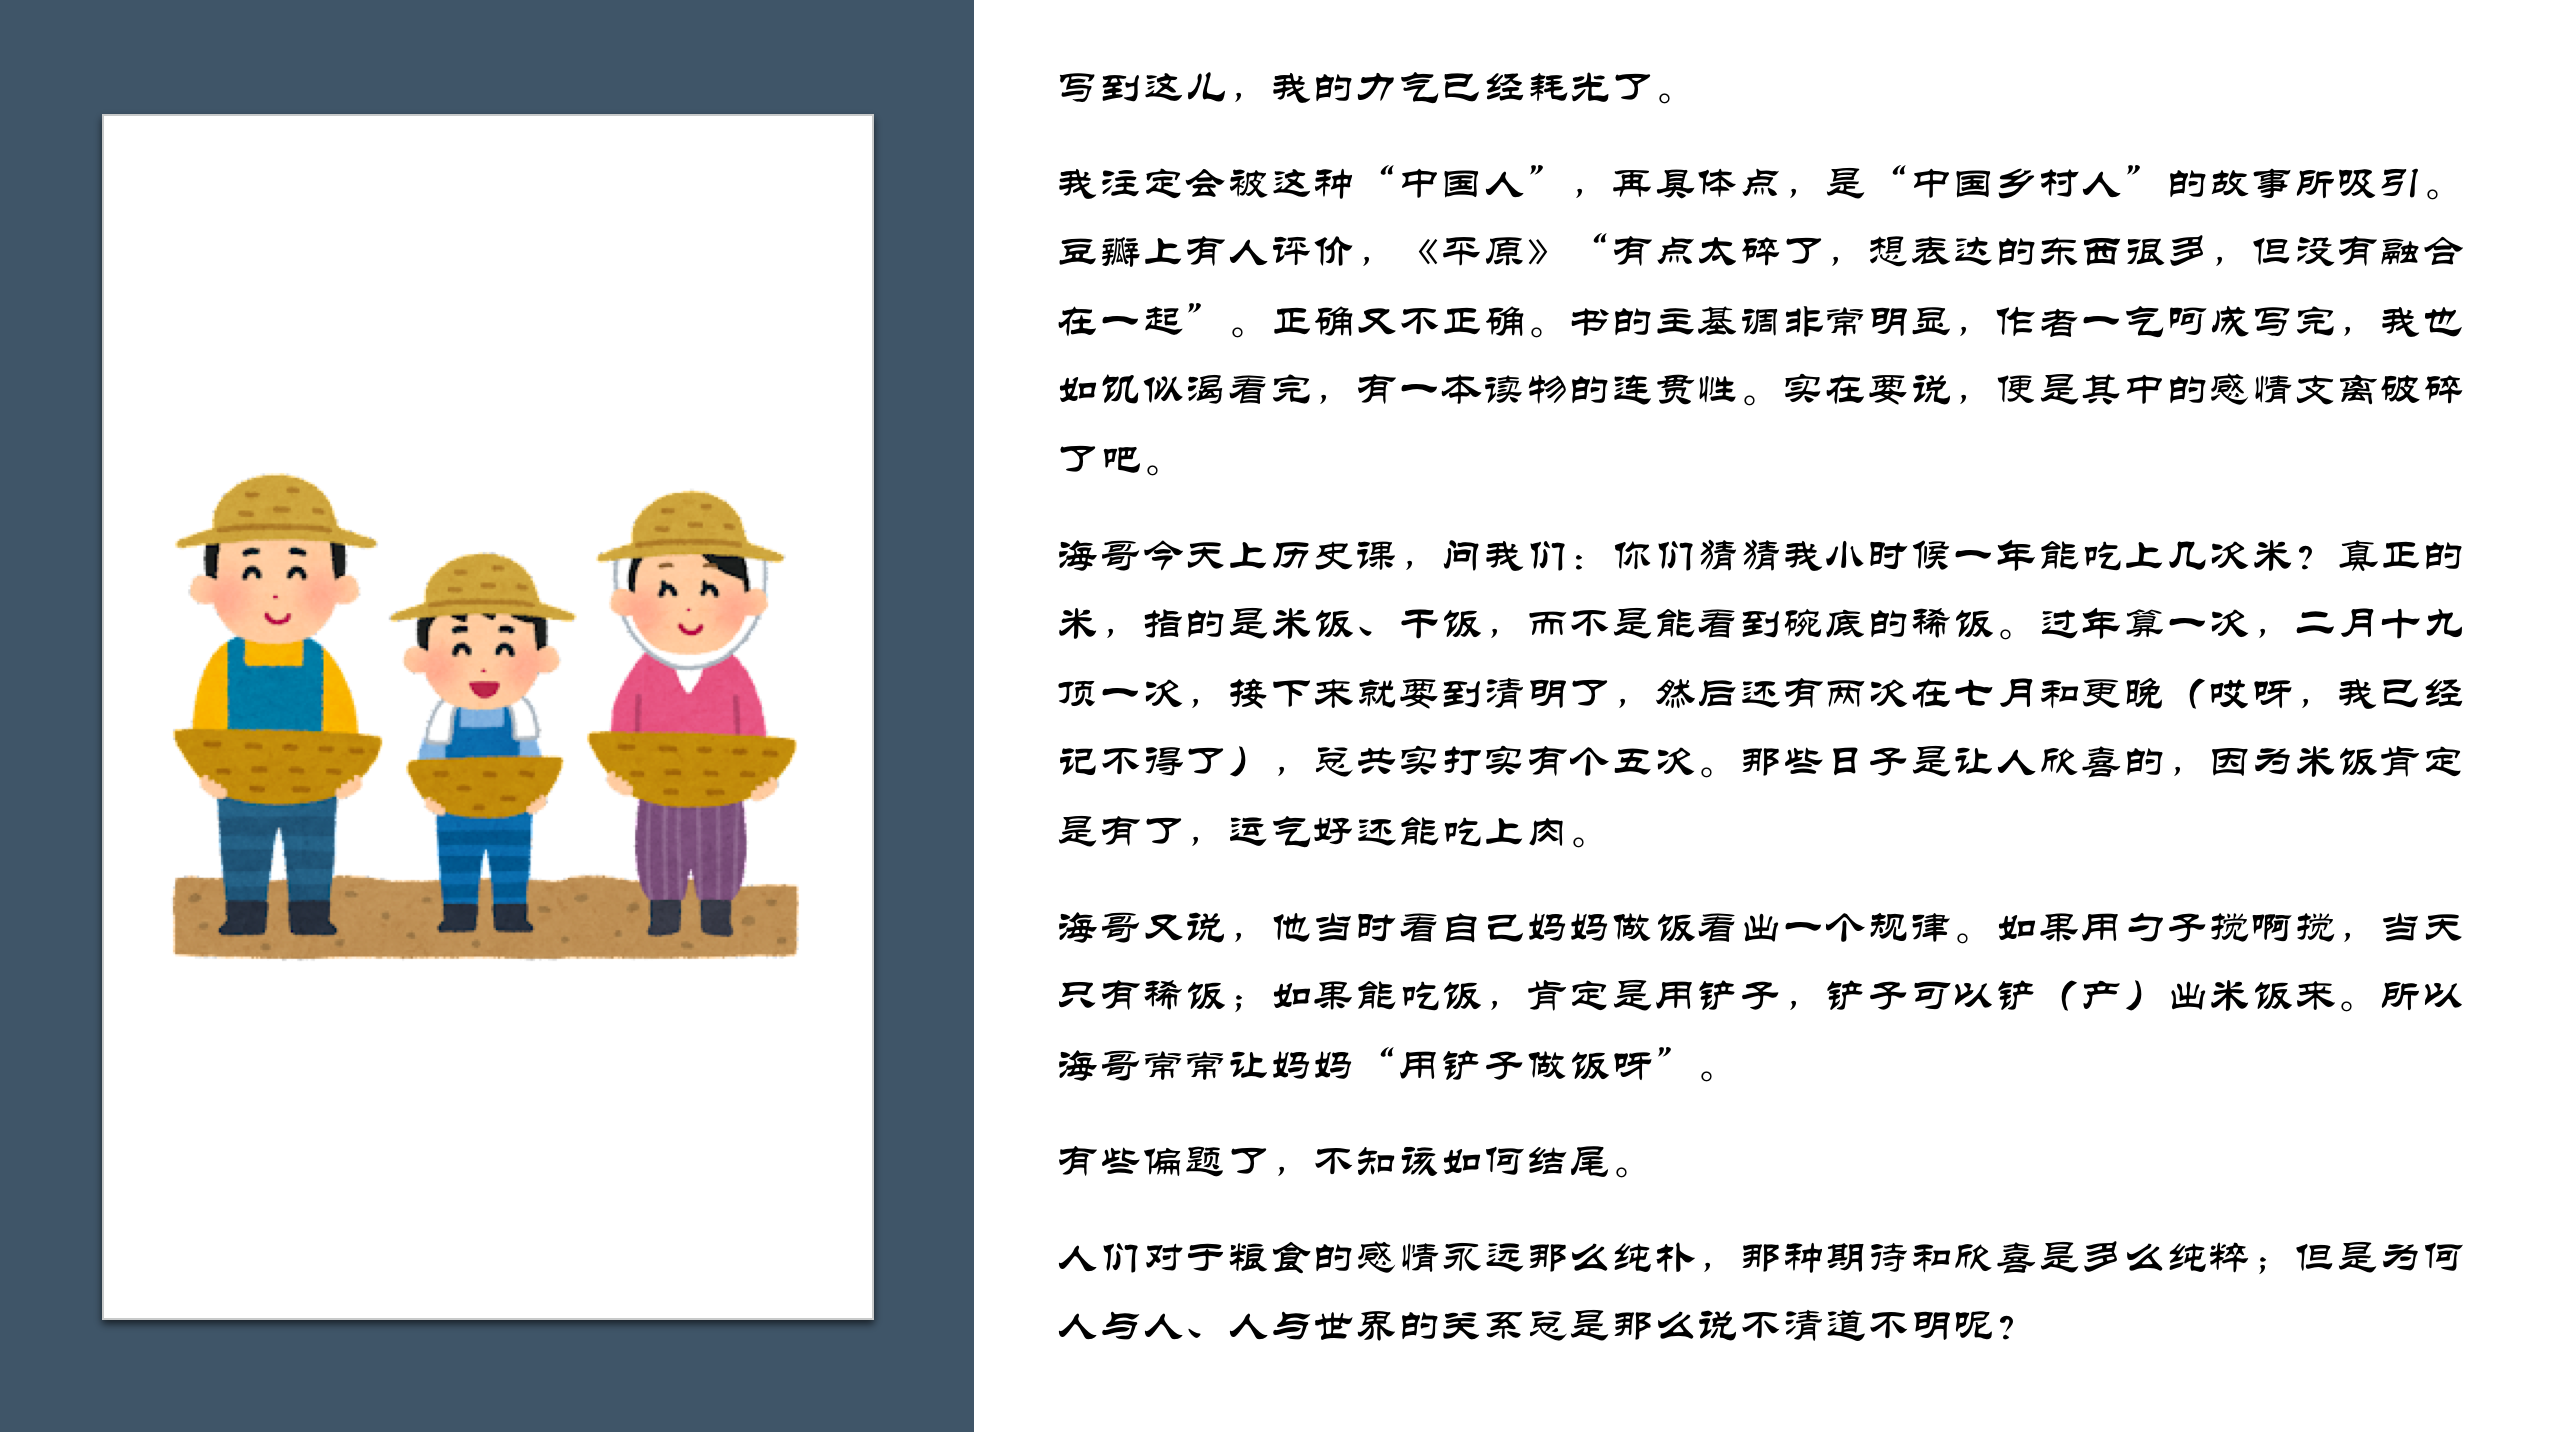 写到这儿，我的力气已经耗光了。
我注定会被这种“中国人”，再具体点，是“中国乡村人”的故事所吸引。
豆瓣上有人评价，《平原》“有点太碎了，想表达的东西很多，但没有融合
在一起”。正确又不正确。书的主基调非常明显，作者一气呵成写完，我也
如饥似渴看完，有一本读物的连贯性。实在要说，便是其中的感情支离破碎
了吧。
海哥今天上历史课，问我们：你们猜猜我小时候一年能吃上几次米？真正的
米，指的是米饭、干饭，而不是能看到碗底的稀饭。过年算一次，二月十九
顶一次，接下来就要到清明了，然后还有两次在七月和更晚（哎呀，我已经
记不得了），总共实打实有个五次。那些日子是让人欣喜的，因为米饭肯定
是有了，运气好还能吃上肉。
海哥又说，他当时看自己妈妈做饭看出一个规律。如果用勺子搅啊搅，当天
只有稀饭；如果能吃饭，肯定是用铲子，铲子可以铲（产）出米饭来。所以
海哥常常让妈妈“用铲子做饭呀”。
有些偏题了，不知该如何结尾。
人们对于粮食的感情永远那么纯朴，那种期待和欣喜是多么纯粹；但是为何
人与人、人与世界的关系总是那么说不清道不明呢？